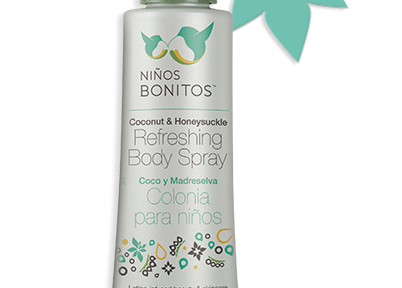 NIÑOS
BONITOS™
Coconut & Honeysuckle
Refreshing
Body Spray
Coco y Madreselva
Colonia
para niños